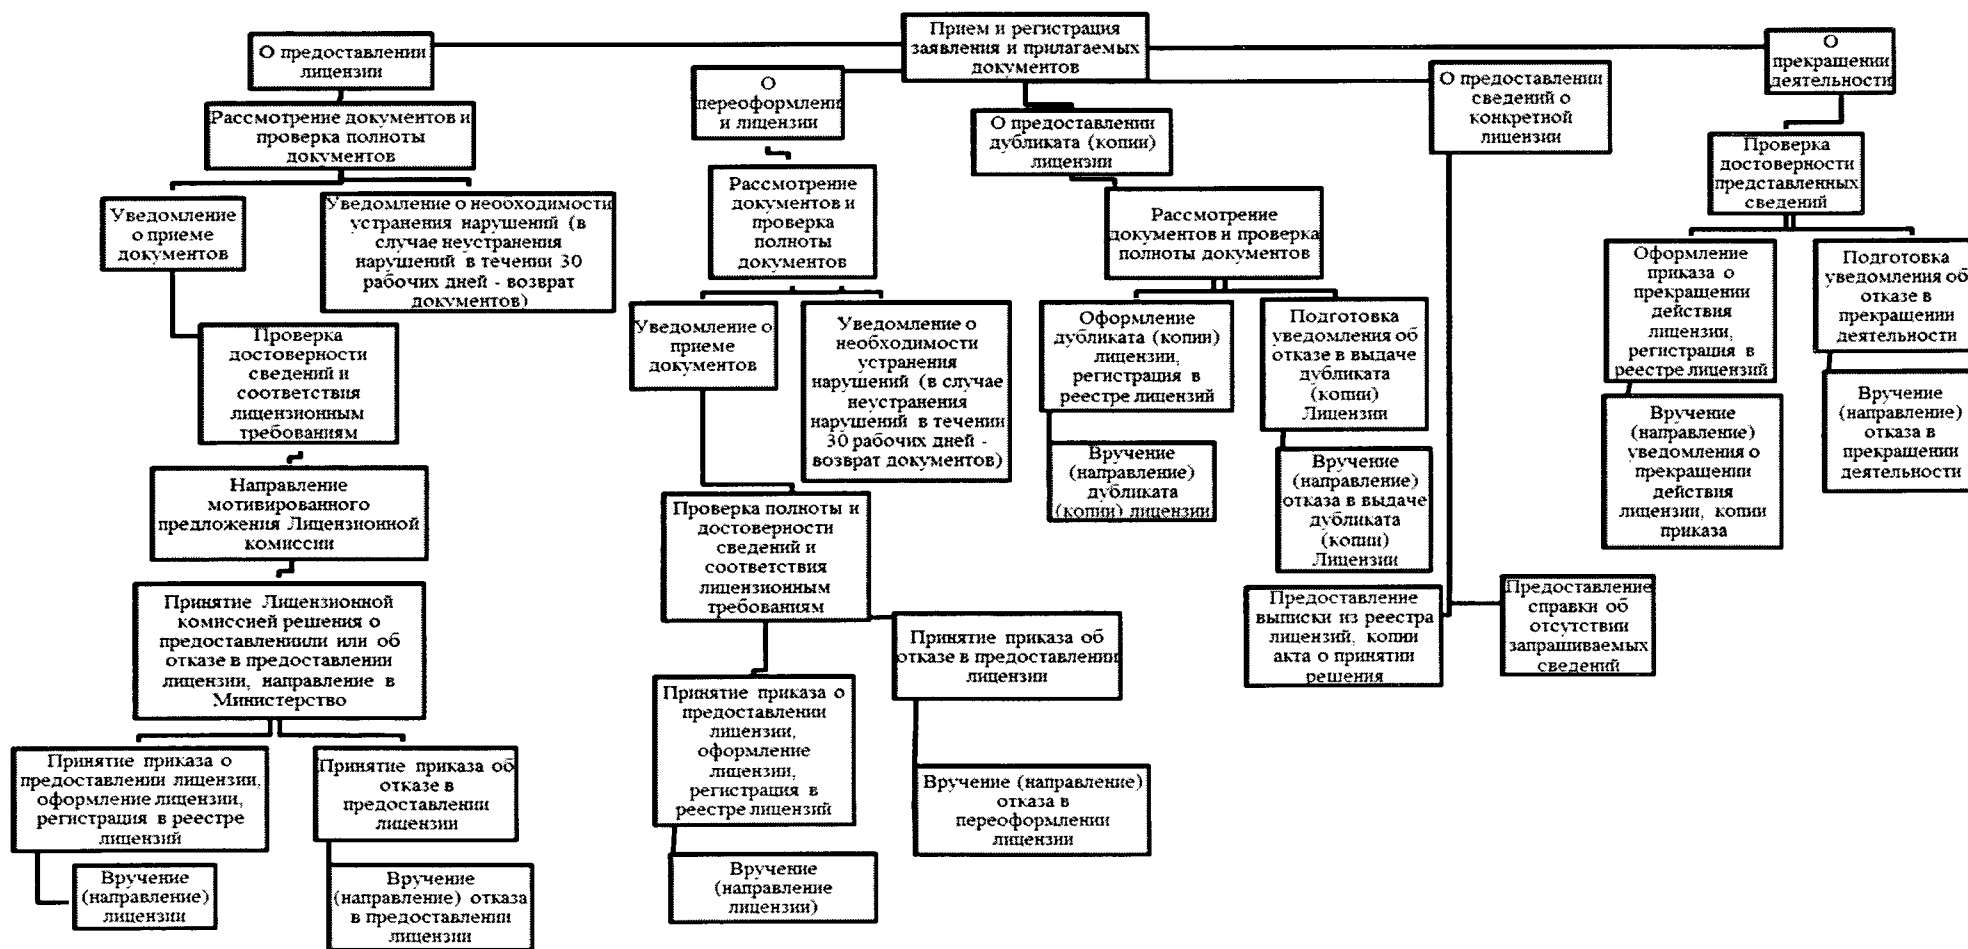 Прием и регистрация
заявления и прилагаемых
документов
О предоставлении
лицензии
Рассмотрение документов и
проверка полноты
документов
Уведомление
о приеме
документов
Уведомление о необходимости
устранения нарушений (в
случае неустранения
нарушений в течении 30
рабочих дней - возврат
документов)
Проверка
достоверности
сведений и
соответствия
лицензионным
требованиям
Направление
мотивированного
предложения Лицензионной
комиссии
Принятие Лицензионной
комиссией решения о
предоставлениили или об
отказе в предоставлении
лицензии, направление в
Министерство
Принятие приказа о
предоставлении лицензии,
оформление лицензии,
регистрация в реестре
лицензий
Вручение
(направление)
лицензии
Принятие приказа об
отказе в
предоставлении
лицензии
Вручение
(направление) отказа
в предоставлении
лицензии
О
переоформлени
и лицензии
Рассмотрение
документов и
проверка
полноты
документов
Уведомление о
приеме
документов
Уведомление о
необходимости
устранения
нарушений (в случае
неустранения
нарушений в течении
30 рабочих дней -
возврат документов)
Проверка полноты и
достоверности
сведений и
соответствия
лицензионным
требованиям
Принятие приказа о
предоставлении
лицензии,
оформление
лицензии,
регистрация в
реестре лицензий
Вручение
(направление
лицензии)
Принятие приказа об
отказе в предоставлении
лицензии
Вручение (направление)
отказа в
переоформлении
лицензии
О предоставлении
дубликата (копии)
лицензии
Рассмотрение
документов и проверка
полноты документов
Оформление
дубликата (копии)
лицензии,
регистрация в
реестре лицензий
Вручение
(направление)
дубликата
(копии) лицензии
Подготовка
уведомления об
отказе в выдаче
дубликата
(копии)
Лицензии
Вручение
(направление)
отказа в выдаче
дубликата
(копии)
Лицензии
О предоставлении
сведений о
конкретной
лицензии
Предоставление
выписки из реестра
лицензий, копии
акта о принятии
решения
Предоставление
справки об
отсутствии
запрашиваемых
сведений
О
прекращении
деятельности
Проверка
достоверности
представленных
сведений
Оформление
приказа о
прекращении
действия
лицензии,
регистрация в
реестре лицензий
Вручение
(направление)
уведомления о
прекращении
действия
лицензии, копии
приказа
Подготовка
уведомления об
отказе в
прекращении
деятельности
Вручение
(направление)
отказа в
прекращении
деятельности